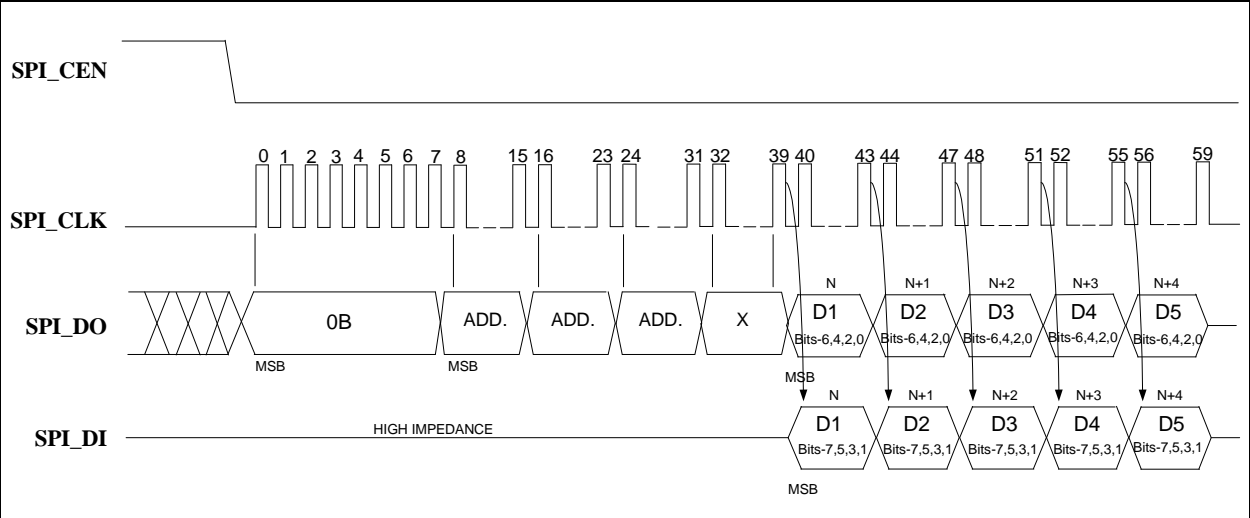 SPI_CEN
0 1 2 3 4 5 6 7 8 15 16 23 24 31 32 39 40 43 44 47 48 51 52 55 56 59
SPI_CLK
N N+1 N+2 N+3 N+4
SPI_DO 0B ADD. ADD. ADD. X D1 D2 D3 D4 D5
Bits-6,4,2,0 Bits-6,4,2,0 Bits-6,4,2,0 Bits-6,4,2,0 Bits-6,4,2,0
MSB MSB MSB
N N+1 N+2 N+3 N+4
SPI_DI HIGH IMPEDANCE D1 D2 D3 D4 D5
Bits-7,5,3,1 Bits-7,5,3,1 Bits-7,5,3,1 Bits-7,5,3,1 Bits-7,5,3,1
MSB